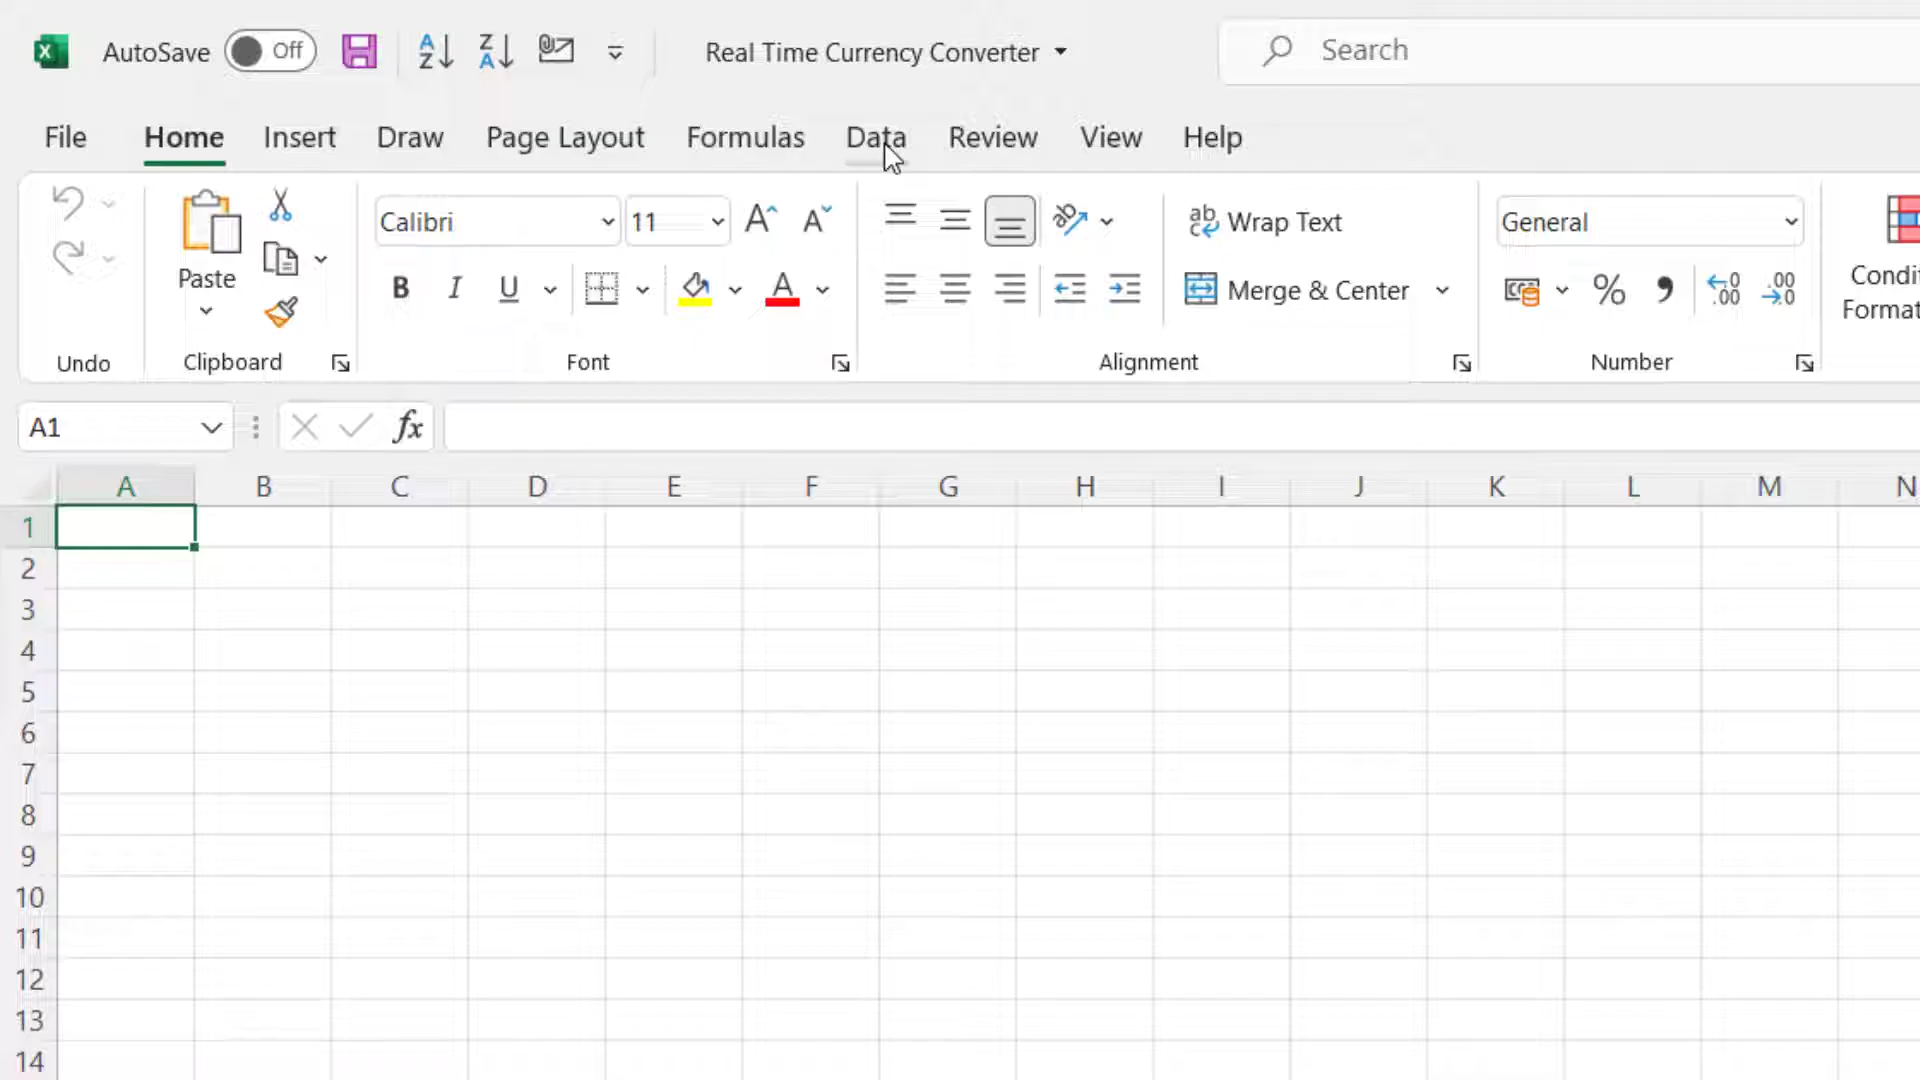 AutoSave Off Real Time Currency Converter Search
File Home Insert Draw Page Layout Formulas Data Review View Help
Calibri 11 Wrap Text General
Paste Merge & Center Condi
Format
Undo Clipboard Font Alignment Number
A1 fx
A B C D E F G H I J K L M N
1
2
3
4
5
6
7
8
9
10
11
12
13
14